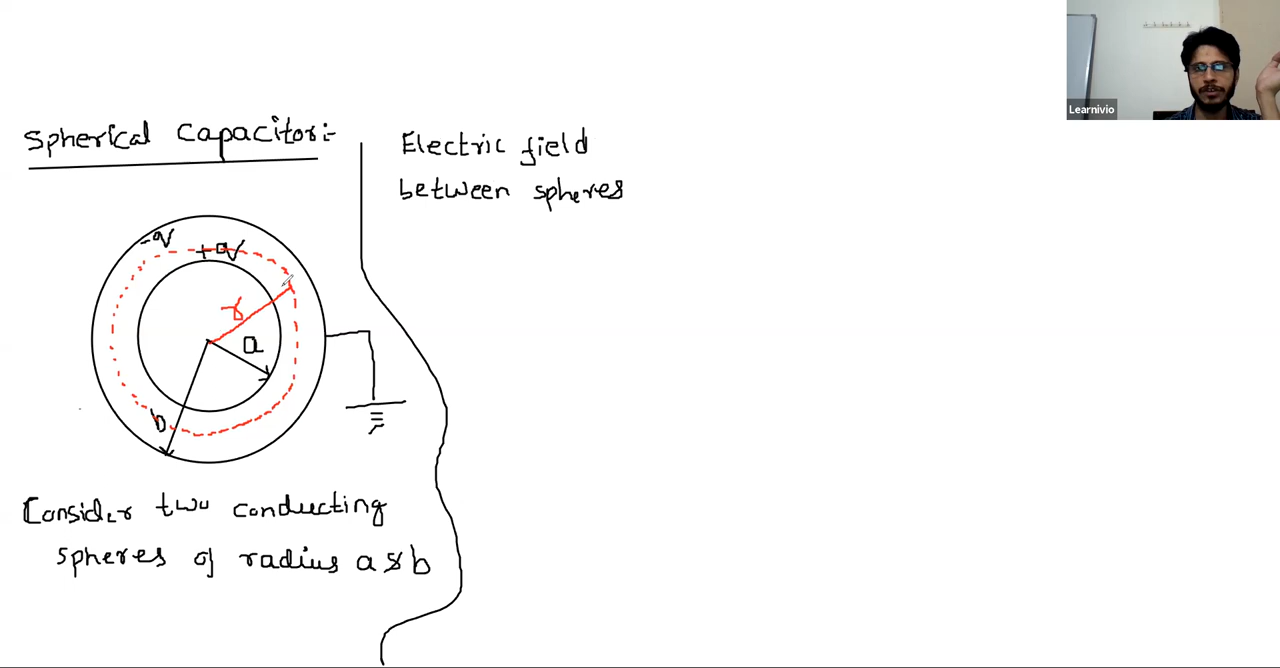 Spherical Capacitor:-
Electric field
between spheres
-q
+q
r
a
b
Consider two conducting
spheres of radius a & b
Learnivio